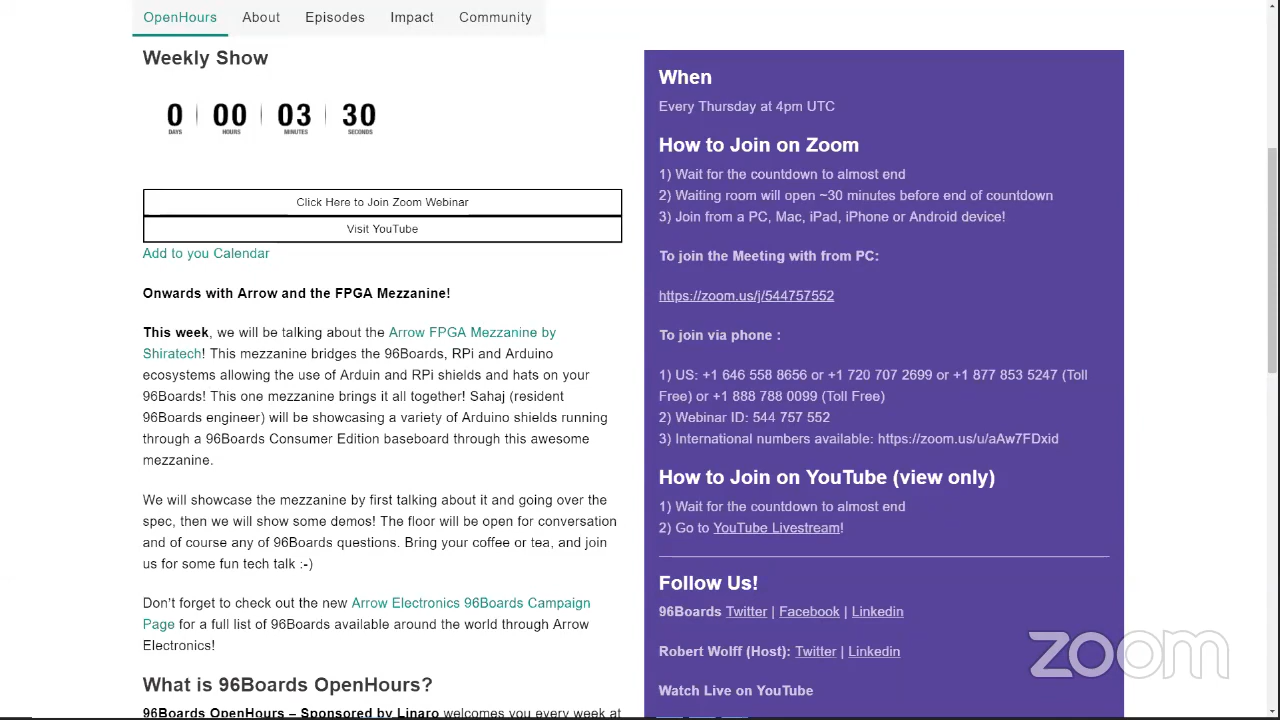 OpenHours About Episodes Impact Community
Weekly Show
0 00 03 30
DAYS HOURS MINUTES SECONDS
Click Here to Join Zoom Webinar
Visit YouTube
Add to you Calendar
Onwards with Arrow and the FPGA Mezzanine!
This week, we will be talking about the Arrow FPGA Mezzanine by
Shiratech! This mezzanine bridges the 96Boards, RPi and Arduino
ecosystems allowing the use of Arduin and RPi shields and hats on your
96Boards! This one mezzanine brings it all together! Sahaj (resident
96Boards engineer) will be showcasing a variety of Arduino shields running
through a 96Boards Consumer Edition baseboard through this awesome
mezzanine.
We will showcase the mezzanine by first talking about it and going over the
spec, then we will show some demos! The floor will be open for conversation
and of course any of 96Boards questions. Bring your coffee or tea, and join
us for some fun tech talk :-)
Don't forget to check out the new Arrow Electronics 96Boards Campaign
Page for a full list of 96Boards available around the world through Arrow
Electronics!
What is 96Boards OpenHours?
96Boards OpenHours – Sponsored by Linaro welcomes you every week at
When
Every Thursday at 4pm UTC
How to Join on Zoom
1) Wait for the countdown to almost end
2) Waiting room will open ~30 minutes before end of countdown
3) Join from a PC, Mac, iPad, iPhone or Android device!
To join the Meeting with from PC:
https://zoom.us/j/544757552
To join via phone :
1) US: +1 646 558 8656 or +1 720 707 2699 or +1 877 853 5247 (Toll
Free) or +1 888 788 0099 (Toll Free)
2) Webinar ID: 544 757 552
3) International numbers available: https://zoom.us/u/aAw7FDxid
How to Join on YouTube (view only)
1) Wait for the countdown to almost end
2) Go to YouTube Livestream!
Follow Us!
96Boards Twitter | Facebook | Linkedin
Robert Wolff (Host): Twitter | Linkedin
Watch Live on YouTube
zoom